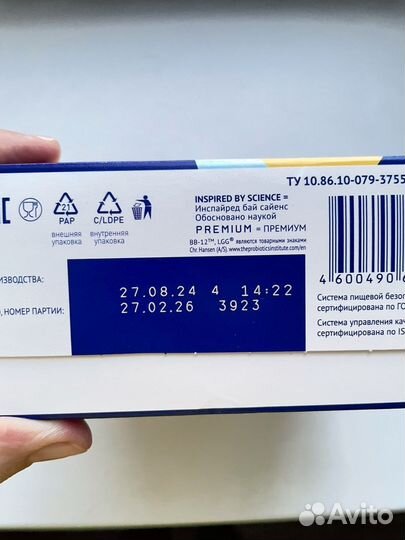 ТУ 10.86.10-079-3755
21
PAP
C/LDPE
внешняя
упаковка
внутренняя
упаковка
INSPIRED BY SCIENCE =
Инспайред бай сайенс
Обосновано наукой
PREMIUM = ПРЕМИУМ
BB-12™, LGG® являются товарными знаками
Chr. Hansen (A/S). www.theprobioticsinstitute.com/en
4 600490 6
ОИЗВОДСТВА:
27.08.24 4 14:22
О, НОМЕР ПАРТИИ:
27.02.26 3923
Система пищевой безо
сертифицирована по ГО
Система управления кач
сертифицирована по IS
Avito